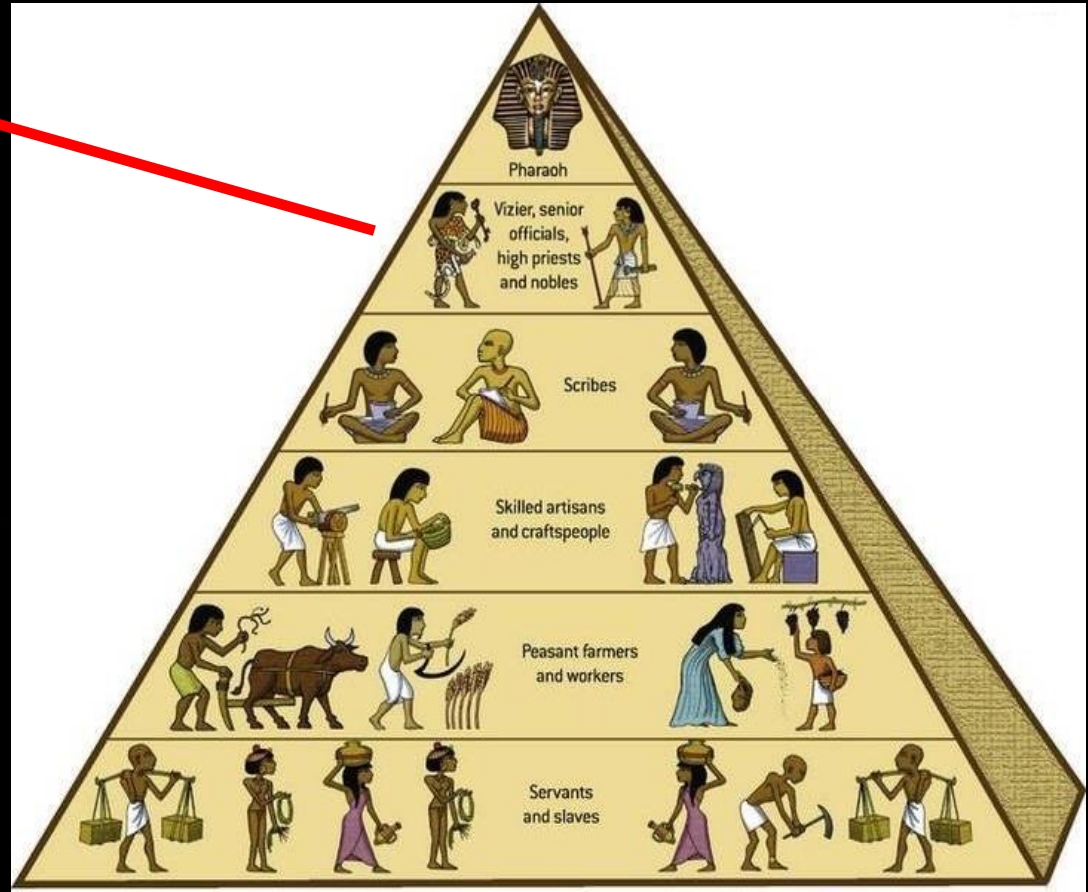 Pharaoh
Vizier, senior
officials,
high priests
and nobles
Scribes
Skilled artisans
and craftspeople
Peasant farmers
and workers
Servants
and slaves